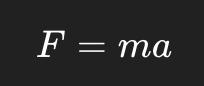 F = ma